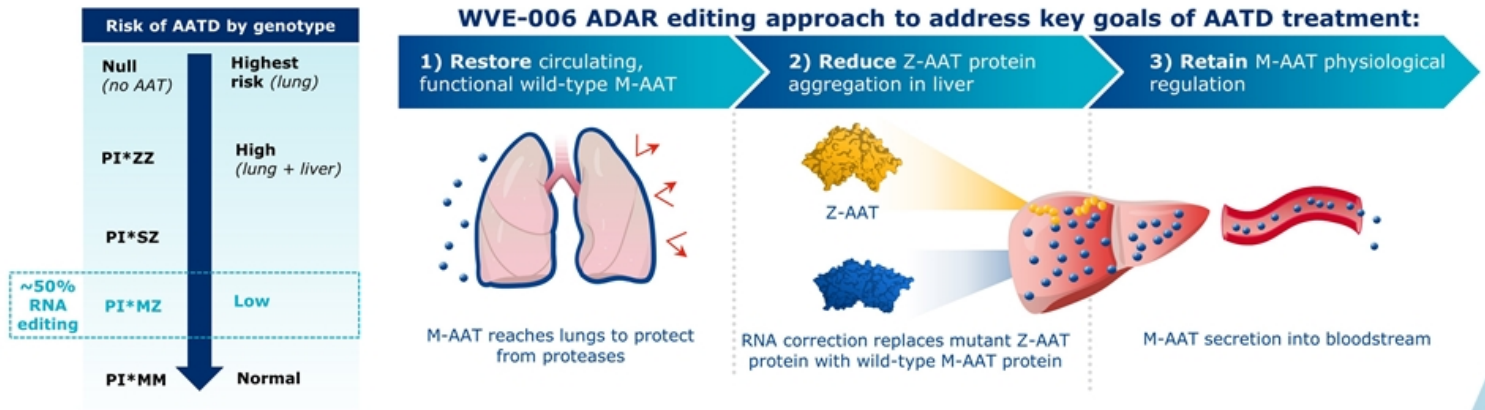 Risk of AATD by genotype
Null
(no AAT)
Highest
risk (lung)
PI*ZZ
High
(lung + liver)
PI*SZ
~50%
RNA
editing
PI*MZ
Low
PI*MM
Normal
WVE-006 ADAR editing approach to address key goals of AATD treatment:
1) Restore circulating,
functional wild-type M-AAT
2) Reduce Z-AAT protein
aggregation in liver
3) Retain M-AAT physiological
regulation
Z-AAT
M-AAT reaches lungs to protect
from proteases
RNA correction replaces mutant Z-AAT
protein with wild-type M-AAT protein
M-AAT secretion into bloodstream